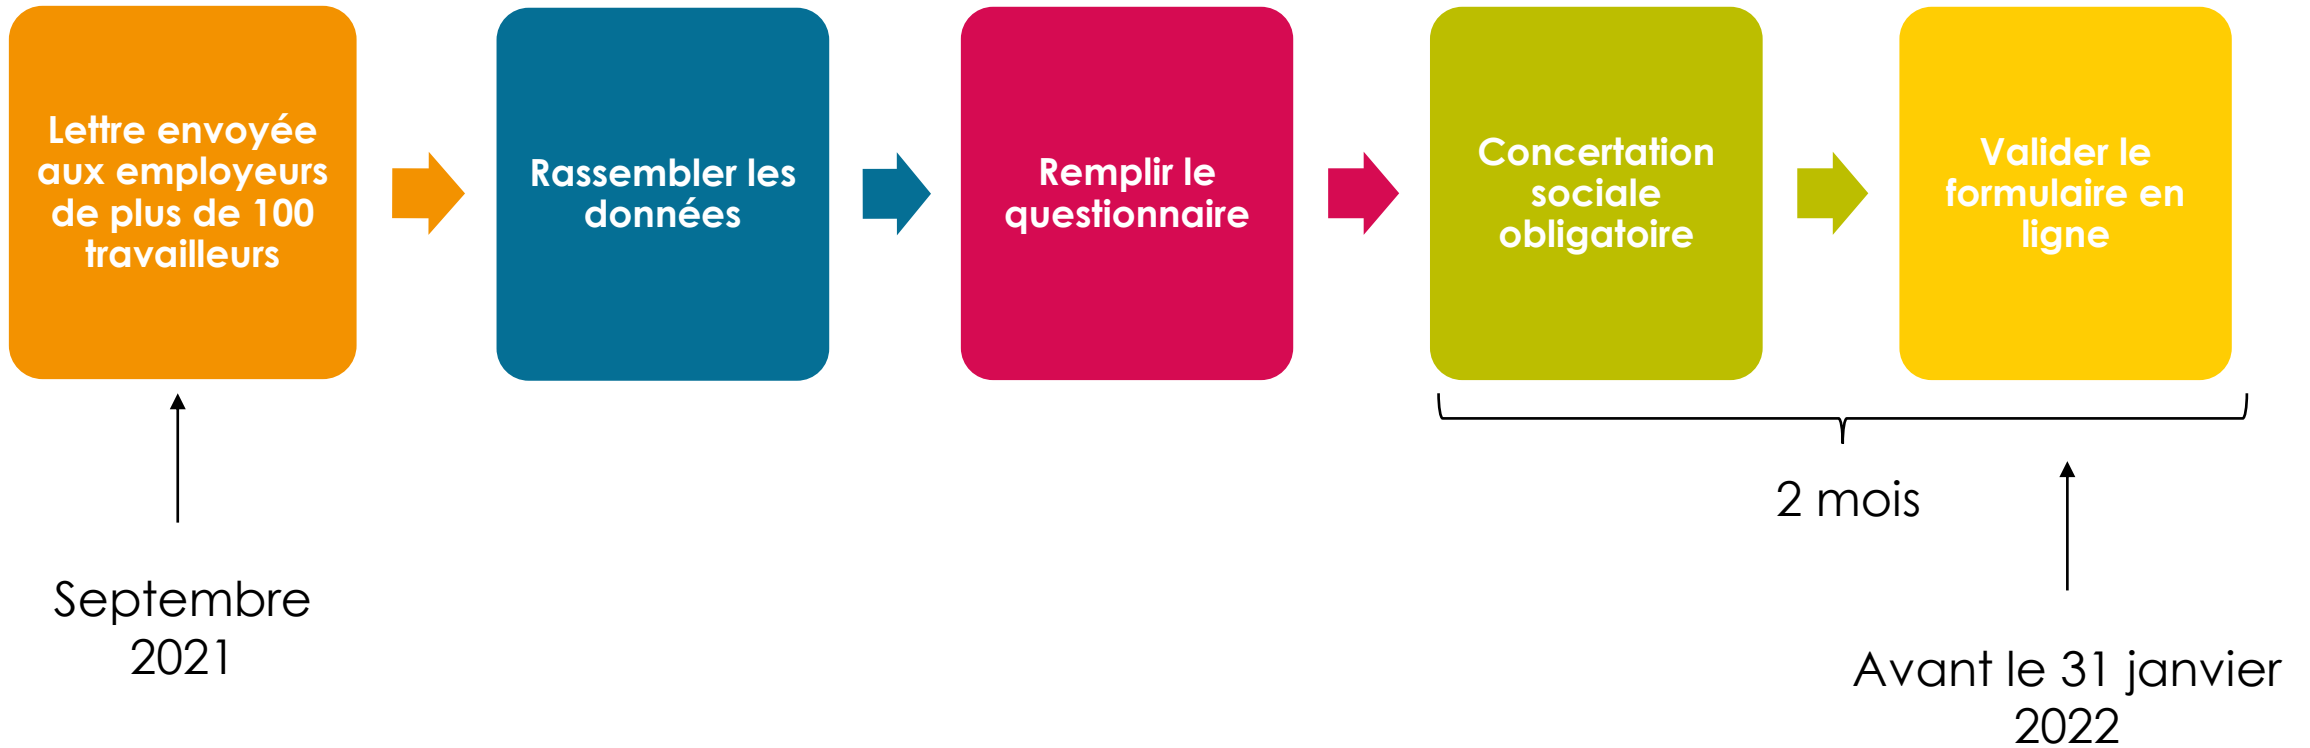 Lettre envoyée
aux employeurs
de plus de 100
travailleurs
Rassembler les
données
Remplir le
questionnaire
Concertation
sociale
obligatoire
Valider le
formulaire en
ligne
2 mois
Septembre
2021
Avant le 31 janvier
2022